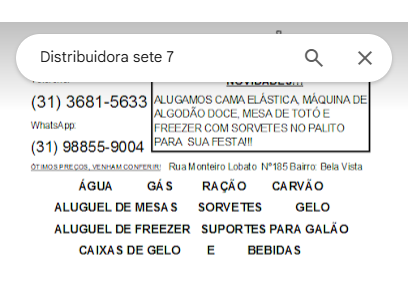 Distribuidora sete 7
(31) 3681-5633
ALUGAMOS CAMA ELÁSTICA, MÁQUINA DE
ALGODÃO DOCE, MESA DE TOTÓ E
FREEZER COM SORVETES NO PALITO
PARA SUA FESTA!!!
WhatsApp:
(31) 98855-9004
ÓTIMOS PREÇOS, VENHAM CONFERIR! Rua Monteiro Lobato N°185 Bairro: Bela Vista
ÁGUA GÁS RAÇÃO CARVÃO
ALUGUEL DE MESAS SORVETES GELO
ALUGUEL DE FREEZER SUPORTES PARA GALÃO
CAIXAS DE GELO E BEBIDAS